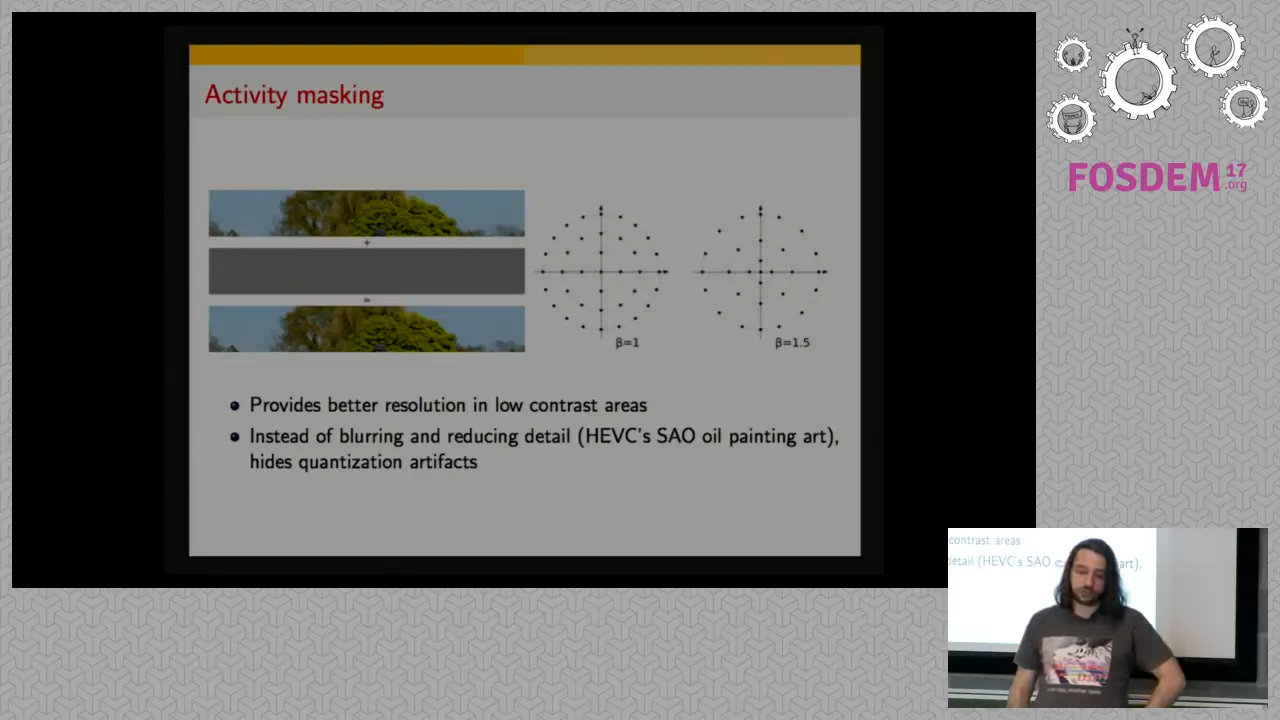 Activity masking
+
=
β=1
β=1.5
Provides better resolution in low contrast areas
Instead of blurring and reducing detail (HEVC's SAO oil painting art),
hides quantization artifacts
FOSDEM 17
.org
contrast areas
detail (HEVC's SAO
art),